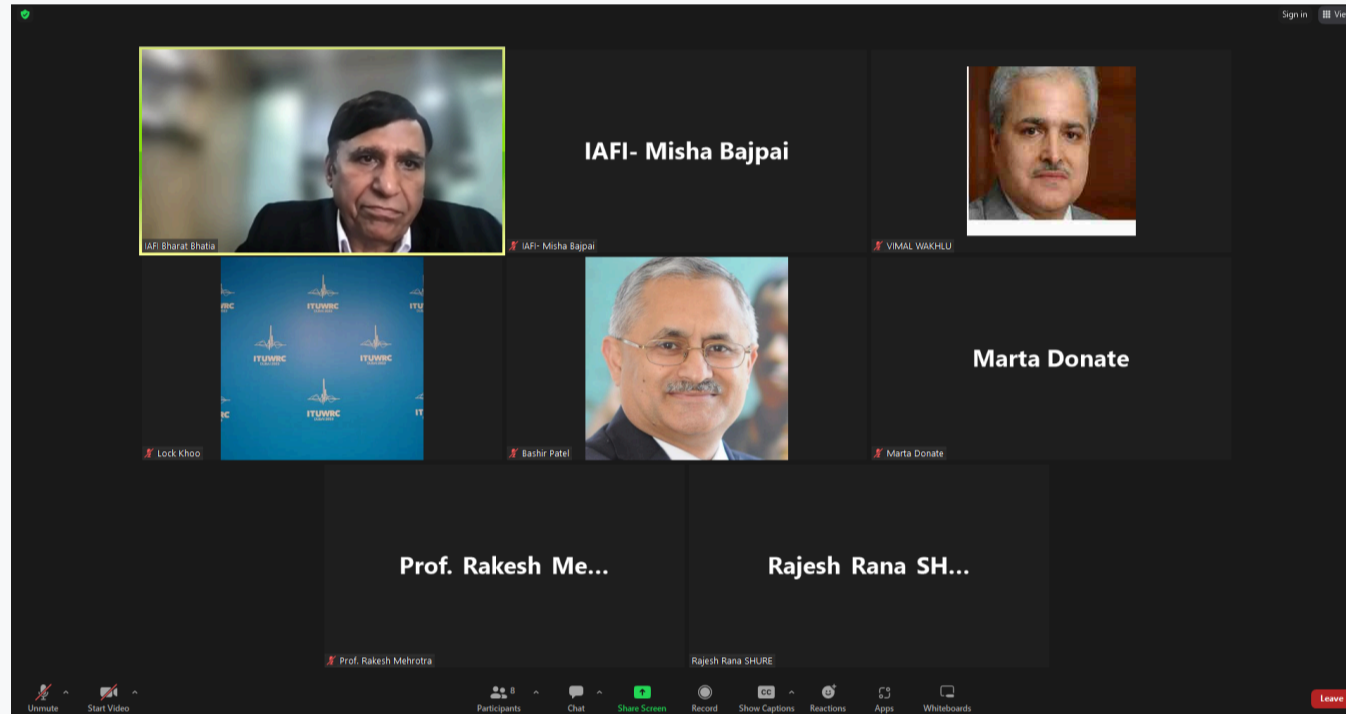 Sign in
IAFI Bharat Bhatia
IAFI- Misha Bajpai
IAFI- Misha Bajpai
VIMAL WAKHLU
ITUWRC
ITUWRC
ITUWRC
ITUWRC
Lock Khoo
Bashir Patel
Marta Donate
Marta Donate
Prof. Rakesh Me...
Prof. Rakesh Mehrotra
Rajesh Rana SH...
Rajesh Rana SHURE
Unmute
Start Video
8
Participants
Chat
Share Screen
Record
CC
Show Captions
Reactions
Apps
Whiteboards
Leave